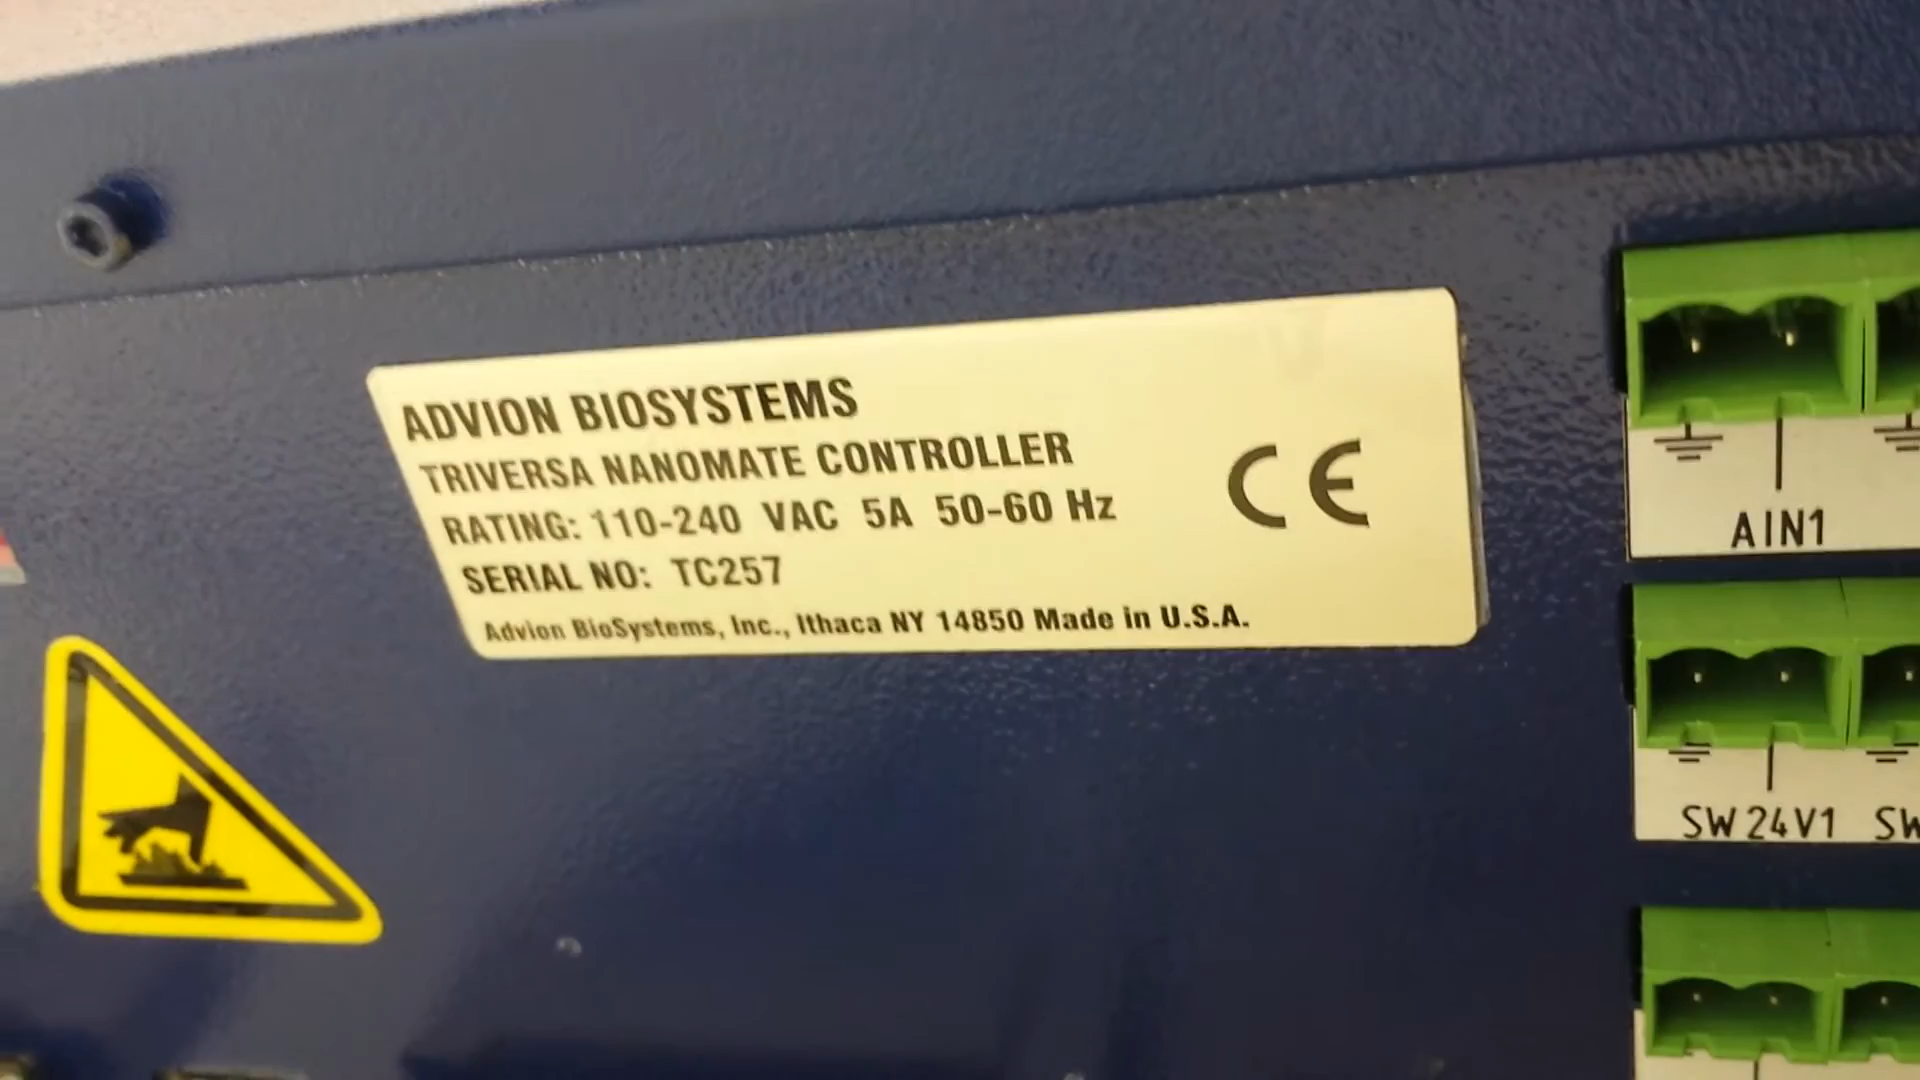 ADVION BIOSYSTEMS
TRIVERSA NANOMATE CONTROLLER
RATING: 110-240 VAC 5A 50-60 Hz
SERIAL NO: TC257
Advion BioSystems, Inc., Ithaca NY 14850 Made in U.S.A.
CE
AIN1
SW24V1 SW